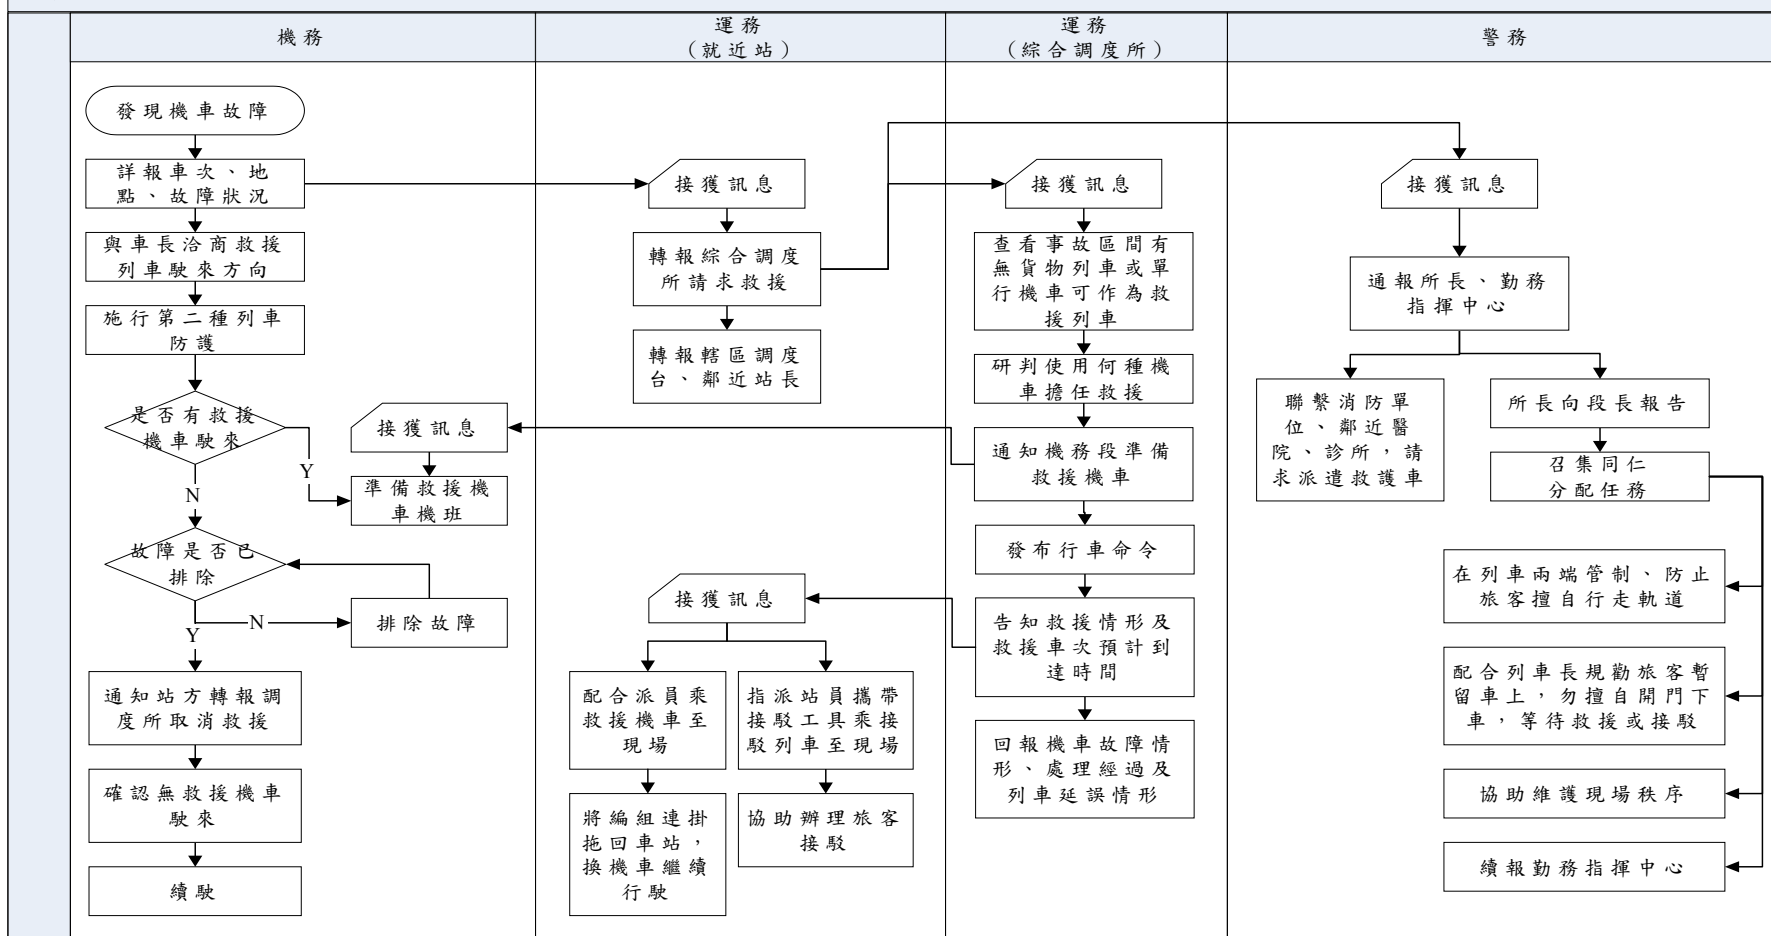 機務
運務
（就近站）
運務
（綜合調度所）
警務
發現機車故障
詳報車次、地
點、故障狀況
與車長洽商救援
列車駛來方向
施行第二種列車
防護
是否有救援
機車駛來
Y
N
接獲訊息
準備救援機
車機班
故障是否已
排除
N
Y
排除故障
通知站方轉報調
度所取消救援
確認無救援機車
駛來
續駛
接獲訊息
轉報綜合調度
所請求救援
轉報轄區調度
台、鄰近站長
接獲訊息
配合派員乘
救援機車至
現場
將編組連掛
拖回車站，
換機車繼續
行駛
指派站員攜帶
接駁工具乘接
駁列車至現場
協助辦理旅客
接駁
接獲訊息
查看事故區間有
無貨物列車或單
行機車可作為救
援列車
研判使用何種機
車擔任救援
通知機務段準備
救援機車
發布行車命令
告知救援情形及
救援車次預計到
達時間
回報機車故障情
形、處理經過及
列車延誤情形
接獲訊息
通報所長、勤務
指揮中心
聯繫消防單
位、鄰近醫
院、診所，請
求派遣救護車
所長向段長報告
召集同仁
分配任務
在列車兩端管制、防止
旅客擅自行走軌道
配合列車長規勸旅客暫
留車上，勿擅自開門下
車，等待救援或接駁
協助維護現場秩序
續報勤務指揮中心